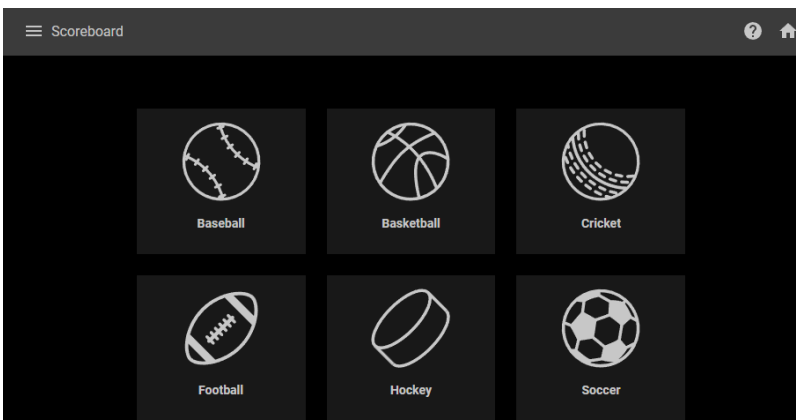 Scoreboard
Baseball
Basketball
Cricket
Football
Hockey
Soccer